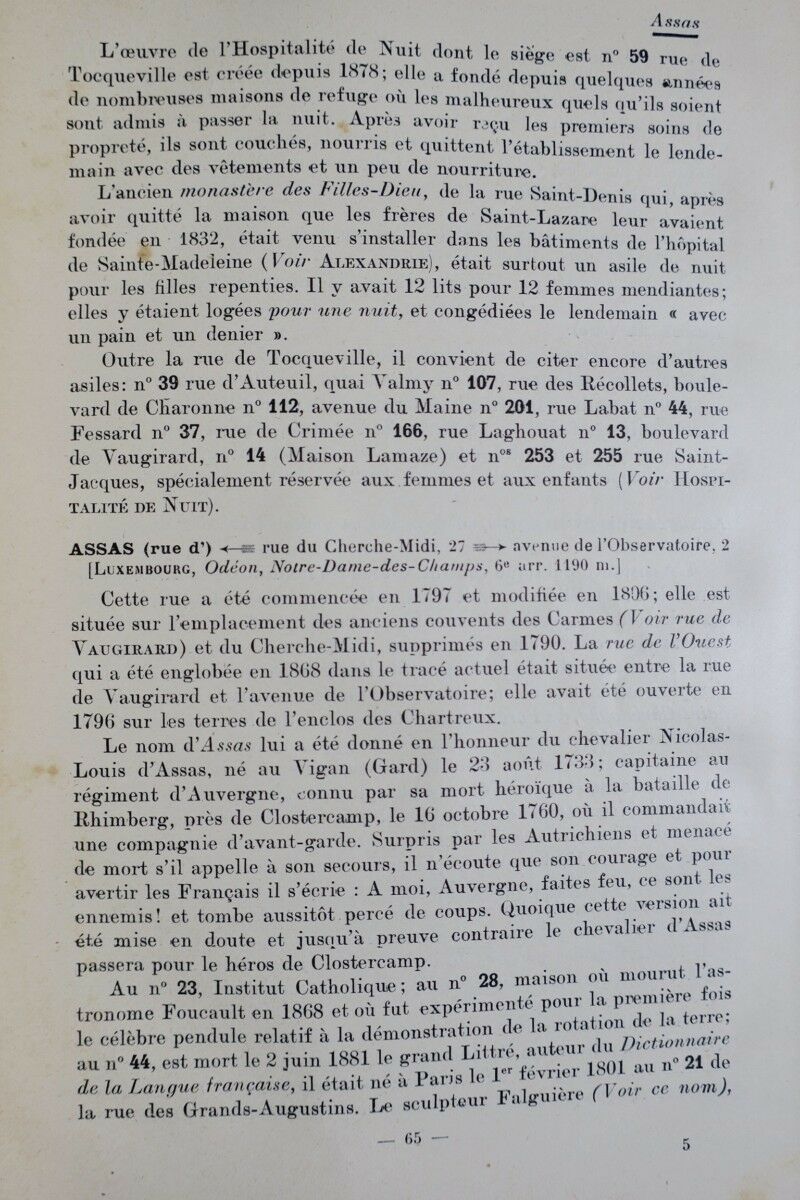 Assas
L'œuvre de l'Hospitalité de Nuit dont le siège est n° 59 rue de
Tocqueville est créée depuis 1878; elle a fondé depuis quelques années
de nombreuses maisons de refuge où les malheureux quels qu'ils soient
sont admis à passer la nuit. Après avoir reçu les premiers soins de
propreté, ils sont couchés, nourris et quittent l'établissement le lende-
main avec des vêtements et un peu de nourriture.
L'ancien monastère des Filles-Dieu, de la rue Saint-Denis qui, après
avoir quitté la maison que les frères de Saint-Lazare leur avaient
fondée en 1832, était venu s'installer dans les bâtiments de l'hôpital
de Sainte-Madeleine (Voir ALEXANDRIE), était surtout un asile de nuit
pour les filles repenties. Il y avait 12 lits pour 12 femmes mendiantes;
elles y étaient logées pour une nuit, et congédiées le lendemain « avec
un pain et un denier ».
Outre la rue de Tocqueville, il convient de citer encore d'autres
asiles: n° 39 rue d'Auteuil, quai Valmy n° 107, rue des Récollets, boule-
vard de Charonne n° 112, avenue du Maine n° 201, rue Labat n° 44, rue
Fessard n° 37, rue de Crimée n° 166, rue Laghouat n° 13, boulevard
de Vaugirard, n° 14 (Maison Lamaze) et nos 253 et 255 rue Saint-
Jacques, spécialement réservée aux femmes et aux enfants (Voir HOSPI-
TALITÉ DE NUIT).
ASSAS (rue d') rue du Cherche-Midi, 27 avenue de l'Observatoire, 2
[LUXEMBOURG, Odéon, Notre-Dame-des-Champs, 6e arr. 1190 m.]
Cette rue a été commencée en 1797 et modifiée en 1806; elle est
située sur l'emplacement des anciens couvents des Carmes (Voir rue de
VAUGIRARD) et du Cherche-Midi, supprimés en 1790. La rue de l'Ouest
qui a été englobée en 1868 dans le tracé actuel était située entre la rue
de Vaugirard et l'avenue de l'Observatoire; elle avait été ouverte en
1796 sur les terres de l'enclos des Chartreux.
Le nom d'Assas lui a été donné en l'honneur du chevalier Nicolas-
Louis d'Assas, né au Vigan (Gard) le 23 août 1733; capitaine au
régiment d'Auvergne, connu par sa mort héroïque à la bataille de
Rhimberg, près de Clostercamp, le 16 octobre 1760, où il commandait
une compagnie d'avant-garde. Surpris par les Autrichiens et menacé
de mort s'il appelle à son secours, il n'écoute que son courage et pour
avertir les Français il s'écrie : A moi, Auvergne, faites feu, ce sont les
ennemis! et tombe aussitôt percé de coups. Quoique cette version ait
été mise en doute et jusqu'à preuve contraire le chevalier d'Assas
passera pour le héros de Clostercamp.
Au n° 23, Institut Catholique; au n° 28, maison où mourut l'as-
tronome Foucault en 1868 et où fut expérimenté pour la première fois
le célèbre pendule relatif à la démonstration de la rotation de la terre;
au n° 44, est mort le 2 juin 1881 le grand Littré, auteur du Dictionnaire
de la Langue française, il était né à Paris le 1er février 1801 au n° 21 de
la rue des Grands-Augustins. Le sculpteur Falguière (Voir ce nom),
— 65 —
5